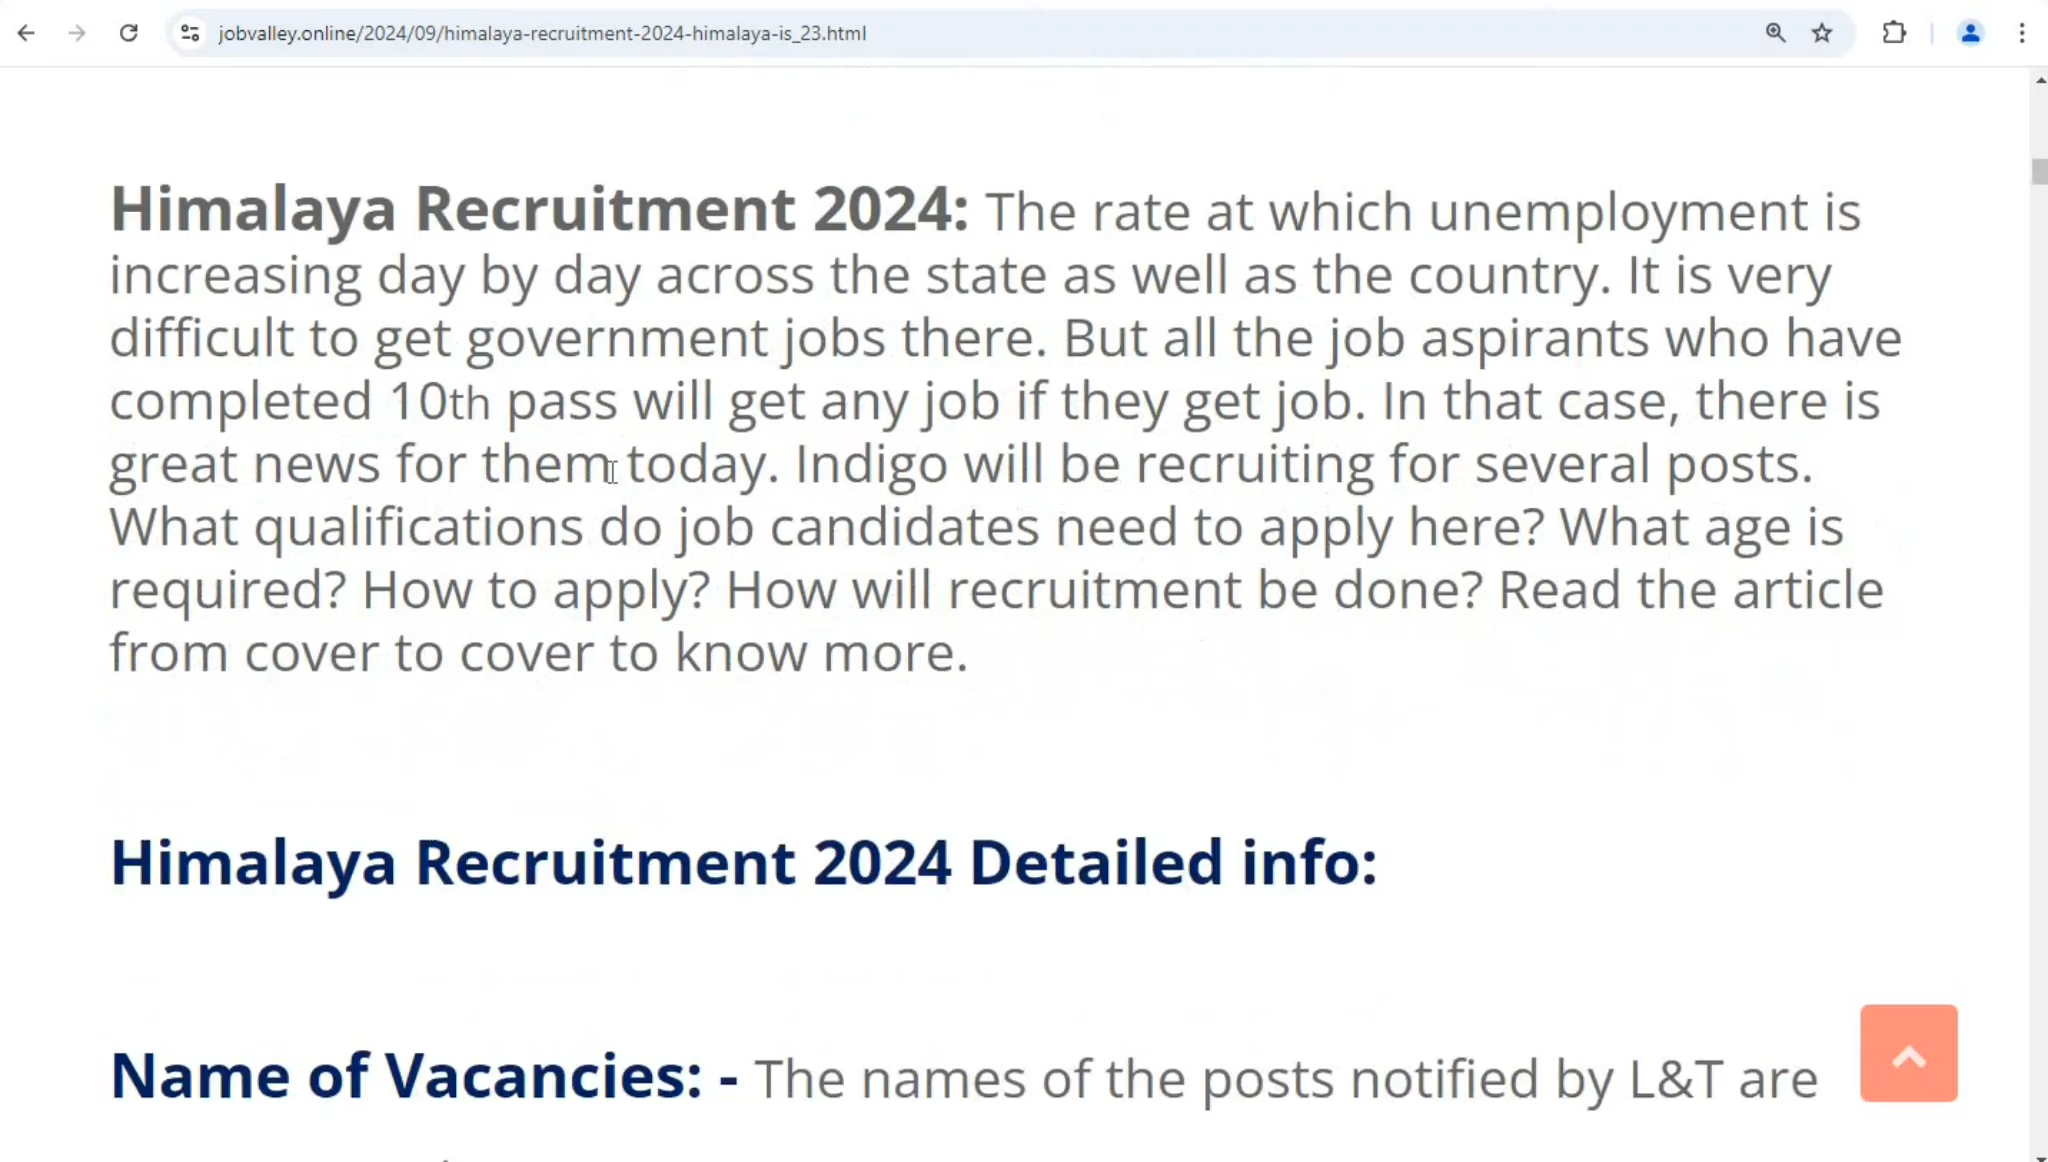 jobvalley.online/2024/09/himalaya-recruitment-2024-himalaya-is_23.html
Himalaya Recruitment 2024: The rate at which unemployment is
increasing day by day across the state as well as the country. It is very
difficult to get government jobs there. But all the job aspirants who have
completed 10th pass will get any job if they get job. In that case, there is
great news for them today. Indigo will be recruiting for several posts.
What qualifications do job candidates need to apply here? What age is
required? How to apply? How will recruitment be done? Read the article
from cover to cover to know more.
Himalaya Recruitment 2024 Detailed info:
Name of Vacancies: - The names of the posts notified by L&T are